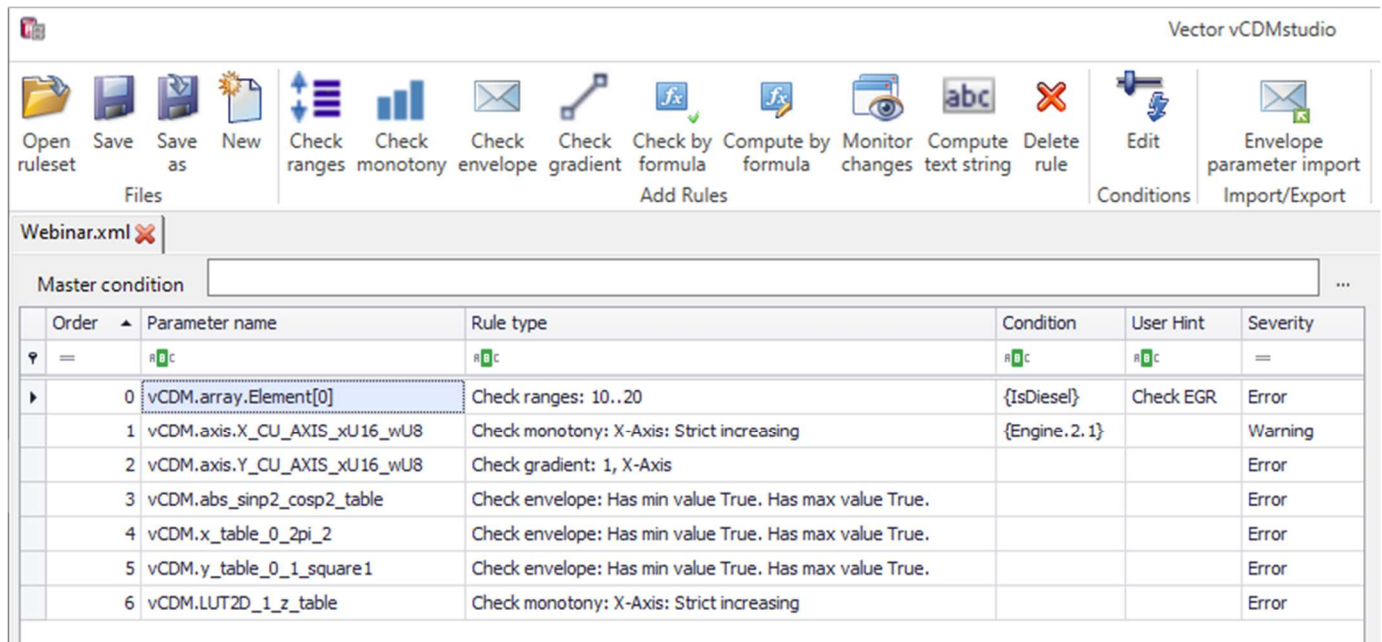 Vector vCDMstudio
Open ruleset
Save
Save as
New
Check ranges
Check monotony
Check envelope
Check gradient
fx
Check by formula
fx
Compute by formula
Monitor changes
abc
Compute text string
Delete rule
Edit
Envelope parameter import
Files
Add Rules
Conditions
Import/Export
Webinar.xml
Master condition ...
Order Parameter name Rule type Condition User Hint Severity
= ABC ABC ABC ABC =
0 vCDM.array.Element[0] Check ranges: 10..20 {IsDiesel} Check EGR Error
1 vCDM.axis.X_CU_AXIS_xU16_wU8 Check monotony: X-Axis: Strict increasing {Engine.2.1} Warning
2 vCDM.axis.Y_CU_AXIS_xU16_wU8 Check gradient: 1, X-Axis Error
3 vCDM.abs_sinp2_cosp2_table Check envelope: Has min value True. Has max value True. Error
4 vCDM.x_table_0_2pi_2 Check envelope: Has min value True. Has max value True. Error
5 vCDM.y_table_0_1_square1 Check envelope: Has min value True. Has max value True. Error
6 vCDM.LUT2D_1_z_table Check monotony: X-Axis: Strict increasing Error